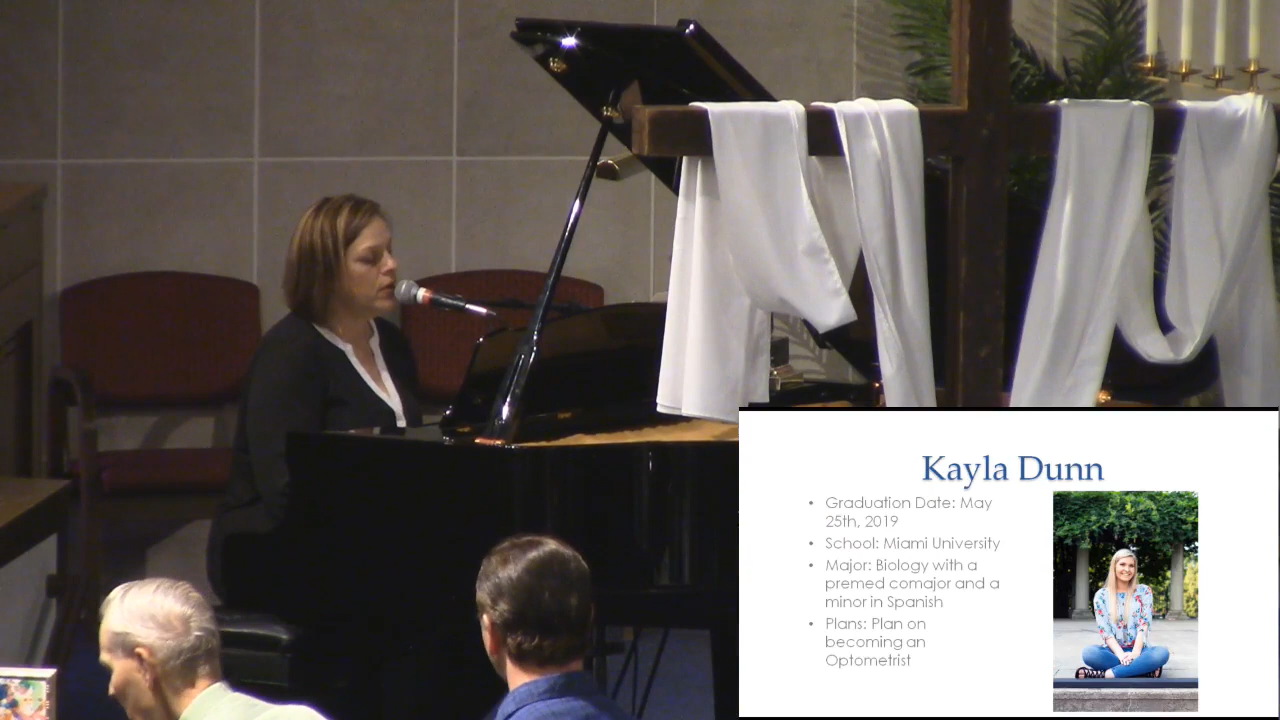 Kayla Dunn
• Graduation Date: May
25th, 2019
• School: Miami University
• Major: Biology with a
premed comajor and a
minor in Spanish
• Plans: Plan on
becoming an
Optometrist